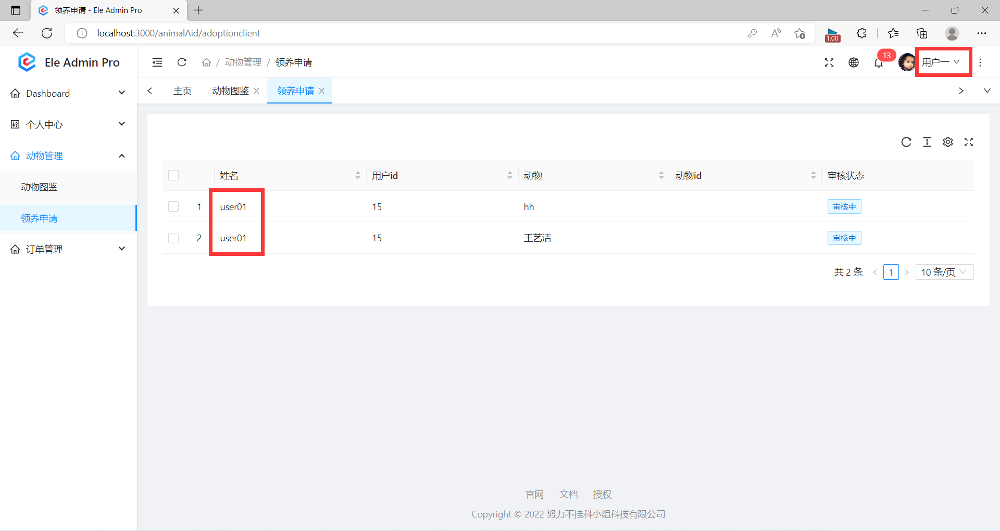 领养申请 - Ele Admin Pro
localhost:3000/animalAid/adoptionclient
1.00
Ele Admin Pro
动物管理 / 领养申请
13
用户一
主页 动物图鉴 领养申请
Dashboard
个人中心
动物管理
动物图鉴
领养申请
订单管理
姓名 用户id 动物 动物id 审核状态
1 user01 15 hh 审核中
2 user01 15 王艺洁 审核中
共 2 条 1 10 条/页
官网 文档 授权
Copyright © 2022 努力不挂科小组科技有限公司